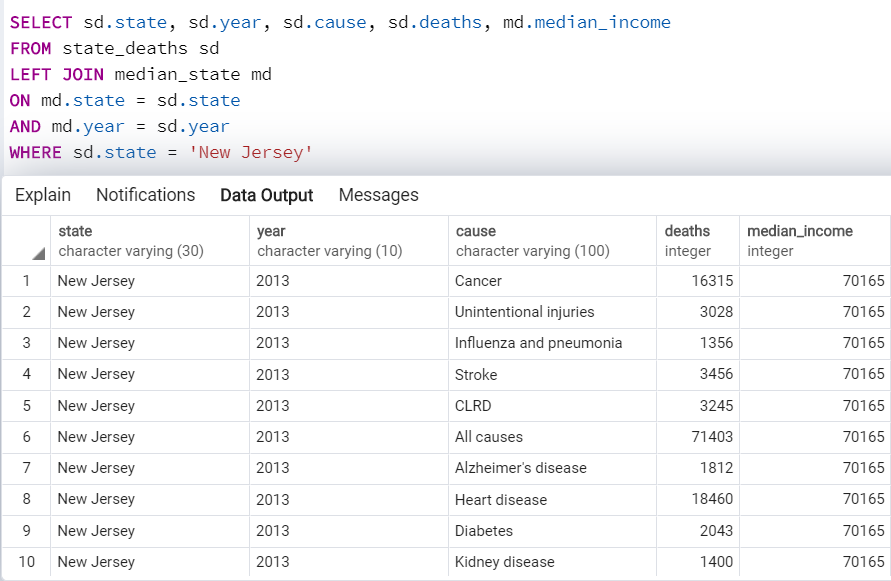 SELECT sd.state, sd.year, sd.cause, sd.deaths, md.median_income
FROM state_deaths sd
LEFT JOIN median_state md
ON md.state = sd.state
AND md.year = sd.year
WHERE sd.state = 'New Jersey'
Explain Notifications Data Output Messages
state year cause deaths median_income
character varying (30) character varying (10) character varying (100) integer integer
1 New Jersey 2013 Cancer 16315 70165
2 New Jersey 2013 Unintentional injuries 3028 70165
3 New Jersey 2013 Influenza and pneumonia 1356 70165
4 New Jersey 2013 Stroke 3456 70165
5 New Jersey 2013 CLRD 3245 70165
6 New Jersey 2013 All causes 71403 70165
7 New Jersey 2013 Alzheimer's disease 1812 70165
8 New Jersey 2013 Heart disease 18460 70165
9 New Jersey 2013 Diabetes 2043 70165
10 New Jersey 2013 Kidney disease 1400 70165